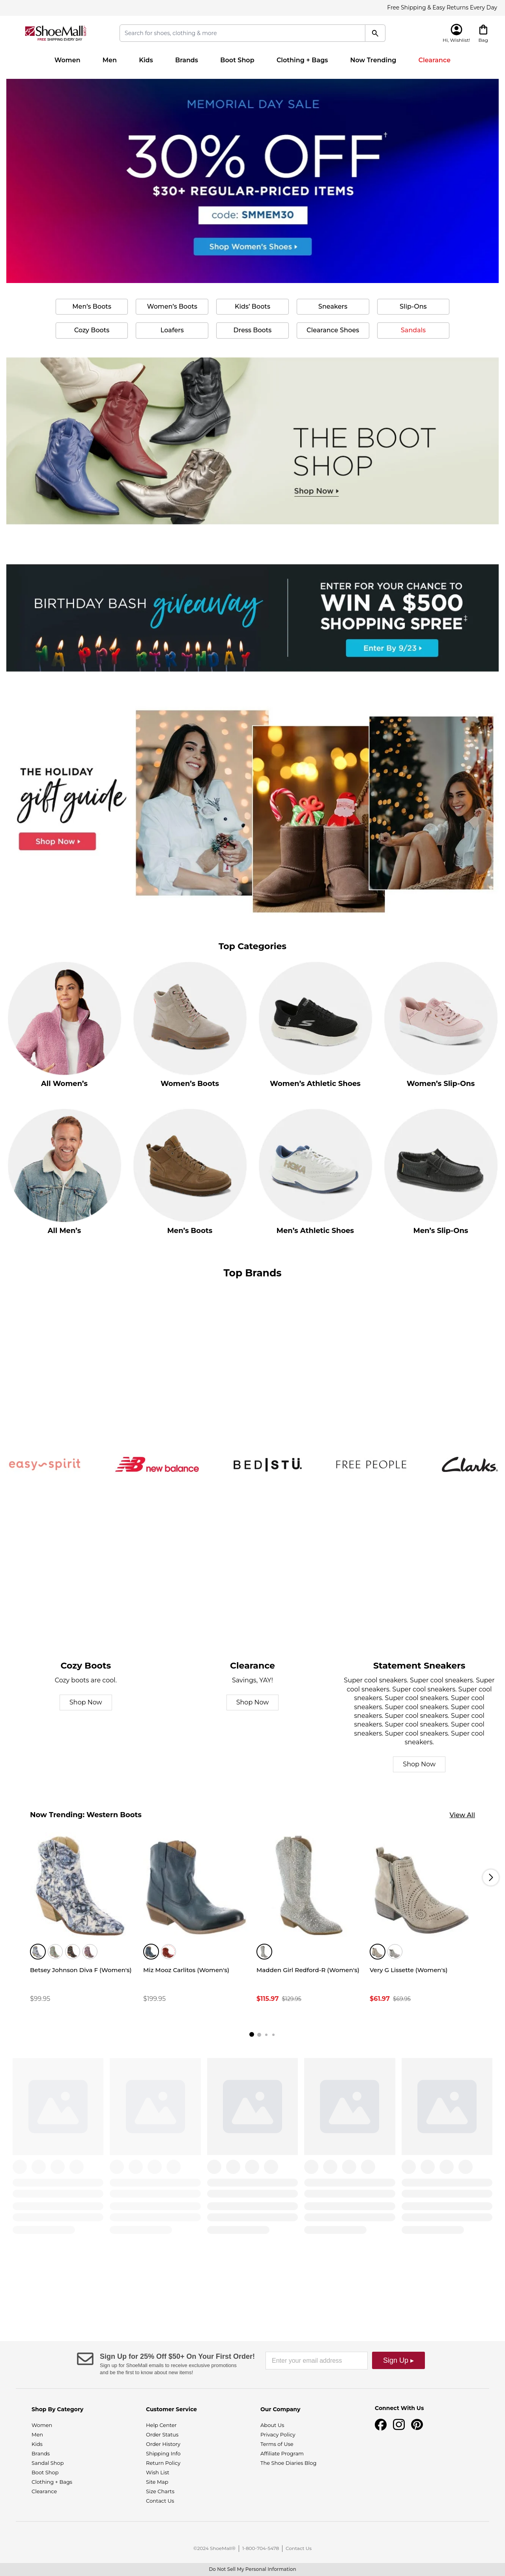 Free Shipping & Easy Returns Every Day
ShoeMall
FREE SHIPPING EVERY DAY
Search for shoes, clothing & more
Hi, Wishlist!
Bag
Women Men Kids Brands Boot Shop Clothing + Bags Now Trending Clearance
MEMORIAL DAY SALE
30% OFF†
$30+ REGULAR-PRICED ITEMS
code: SMMEM30
Shop Women's Shoes
Men's Boots Women's Boots Kids' Boots Sneakers Slip-Ons
Cozy Boots Loafers Dress Boots Clearance Shoes Sandals
THE BOOT
SHOP
Shop Now
BIRTHDAY BASH giveaway
ENTER FOR YOUR CHANCE TO
WIN A $500
SHOPPING SPREE‡
Enter By 9/23
THE HOLIDAY
gift guide
Shop Now
Top Categories
All Women's Women's Boots Women's Athletic Shoes Women's Slip-Ons
HOKA
All Men's Men's Boots Men's Athletic Shoes Men's Slip-Ons
Top Brands
easy spirit
new balance
BED|STÜ.
FREE PEOPLE
Clarks.
Cozy Boots
Cozy boots are cool.
Shop Now
Clearance
Savings, YAY!
Shop Now
Statement Sneakers
Super cool sneakers. Super cool sneakers. Super
cool sneakers. Super cool sneakers. Super cool
sneakers. Super cool sneakers. Super cool
sneakers. Super cool sneakers. Super cool
sneakers. Super cool sneakers. Super cool
sneakers. Super cool sneakers. Super cool
sneakers. Super cool sneakers. Super cool
sneakers.
Shop Now
Now Trending: Western Boots
View All
Betsey Johnson Diva F (Women's)
$99.95
Miz Mooz Carlitos (Women's)
$199.95
Madden Girl Redford-R (Women's)
$115.97 $129.95
Very G Lissette (Women's)
$61.97 $69.95
Sign Up for 25% Off $50+ On Your First Order!
Sign up for ShoeMall emails to receive exclusive promotions
and be the first to know about new items!
Enter your email address
Sign Up ▸
Shop By Category
Women
Men
Kids
Brands
Sandal Shop
Boot Shop
Clothing + Bags
Clearance
Customer Service
Help Center
Order Status
Order History
Shipping Info
Return Policy
Wish List
Site Map
Size Charts
Contact Us
Our Company
About Us
Privacy Policy
Terms of Use
Affiliate Program
The Shoe Diaries Blog
Connect With Us
©2024 ShoeMall® | 1-800-704-5478 | Contact Us
Do Not Sell My Personal Information